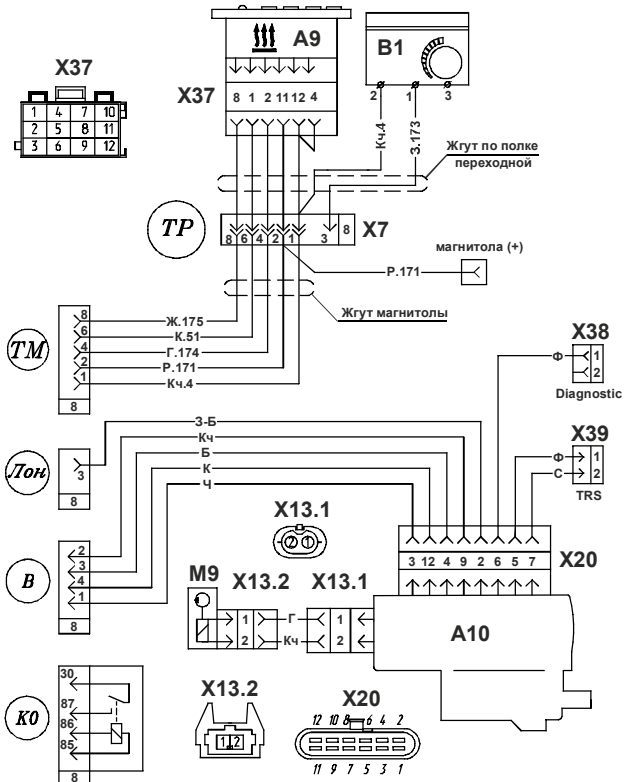 X37
1 4 7 10
2 5 8 11
3 6 9 12
A9
X37
8 1 2 11 12 4
B1
2 1 3
Кч.4
З.173
Жгут по полке
переходной
ТР
8 6 4 2 1 3 8
X7
магнитола (+)
Р.171
Жгут магнитолы
ТМ
8
6
4
2
1
8
Ж.175
К.51
Г.174
Р.171
Кч.4
X38
Ф
1
2
Diagnostic
Лон
3
8
З-Б
Кч
Б
К
Ч
X39
Ф
С
1
2
TRS
В
2
3
4
1
8
X13.1
2 1
3 12 4 9 2 6 5 7
X20
M9
X13.2
X13.1
1
2
Г
Кч
1
2
A10
К0
30
87
86
85
8
X13.2
1 2
X20
12 10 8 6 4 2
11 9 7 5 3 1